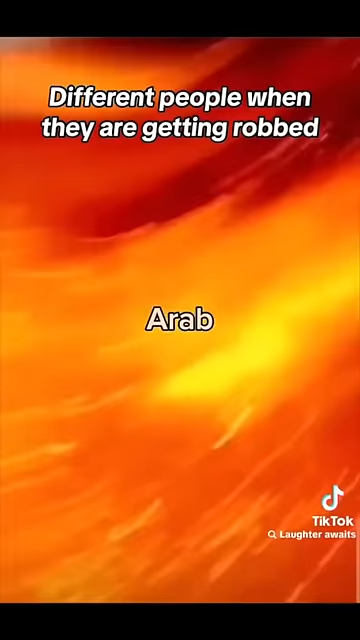 Different people when
they are getting robbed
Arab
TikTok
Laughter awaits